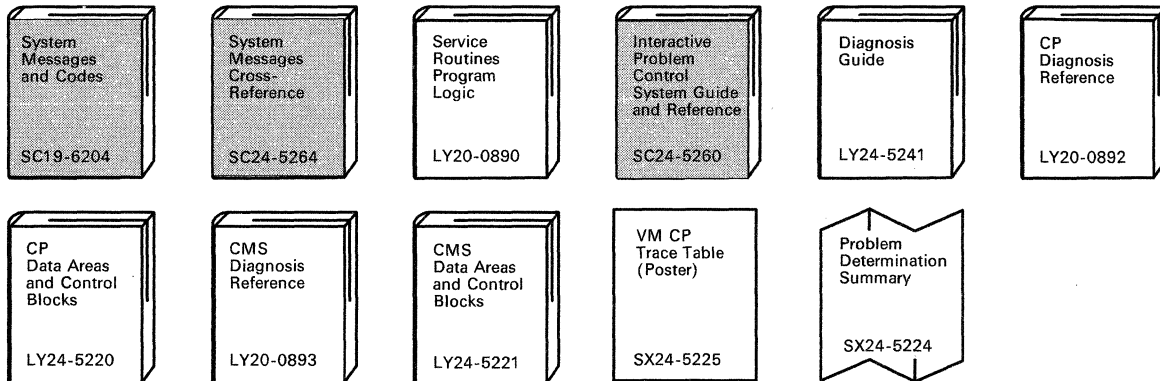 System
Messages
and Codes
SC19-6204
System
Messages
Cross-
Reference
SC24-5264
Service
Routines
Program
Logic
LY20-0890
Interactive
Problem
Control
System Guide
and Reference
SC24-5260
Diagnosis
Guide
LY24-5241
CP
Diagnosis
Reference
LY20-0892
CP
Data Areas
and Control
Blocks
LY24-5220
CMS
Diagnosis
Reference
LY20-0893
CMS
Data Areas
and Control
Blocks
LY24-5221
VM CP
Trace Table
(Poster)
SX24-5225
Problem
Determination
Summary
SX24-5224